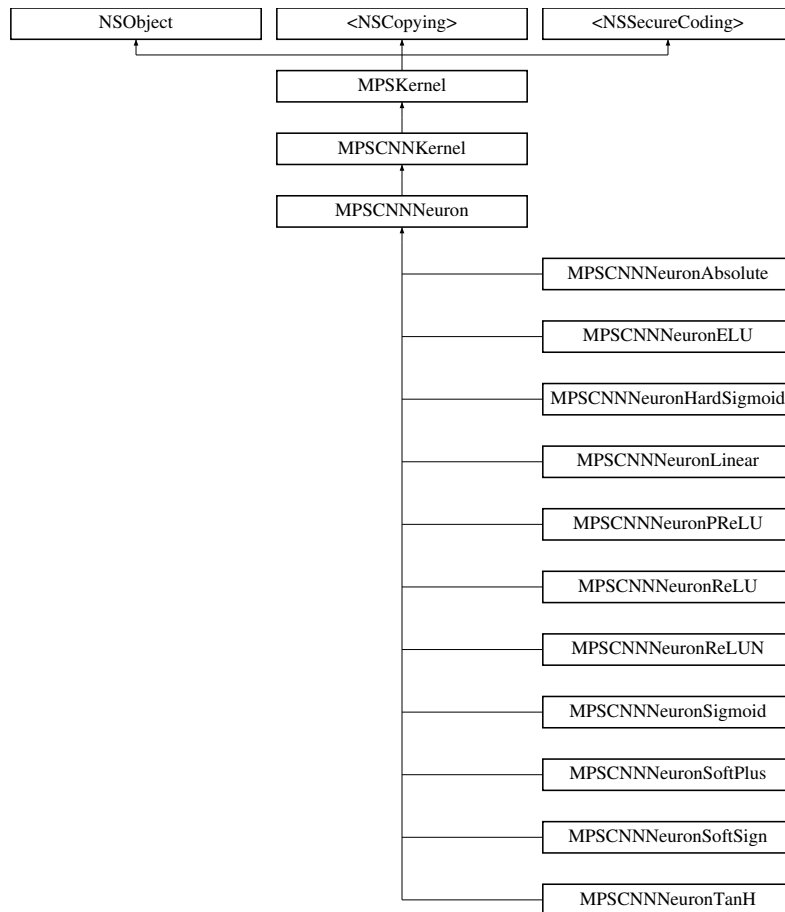 NSObject
<NSCopying>
<NSSecureCoding>
MPSKernel
MPSCNNKernel
MPSCNNNeuron
MPSCNNNeuronAbsolute
MPSCNNNeuronELU
MPSCNNNeuronHardSigmoid
MPSCNNNeuronLinear
MPSCNNNeuronPReLU
MPSCNNNeuronReLU
MPSCNNNeuronReLUN
MPSCNNNeuronSigmoid
MPSCNNNeuronSoftPlus
MPSCNNNeuronSoftSign
MPSCNNNeuronTanH